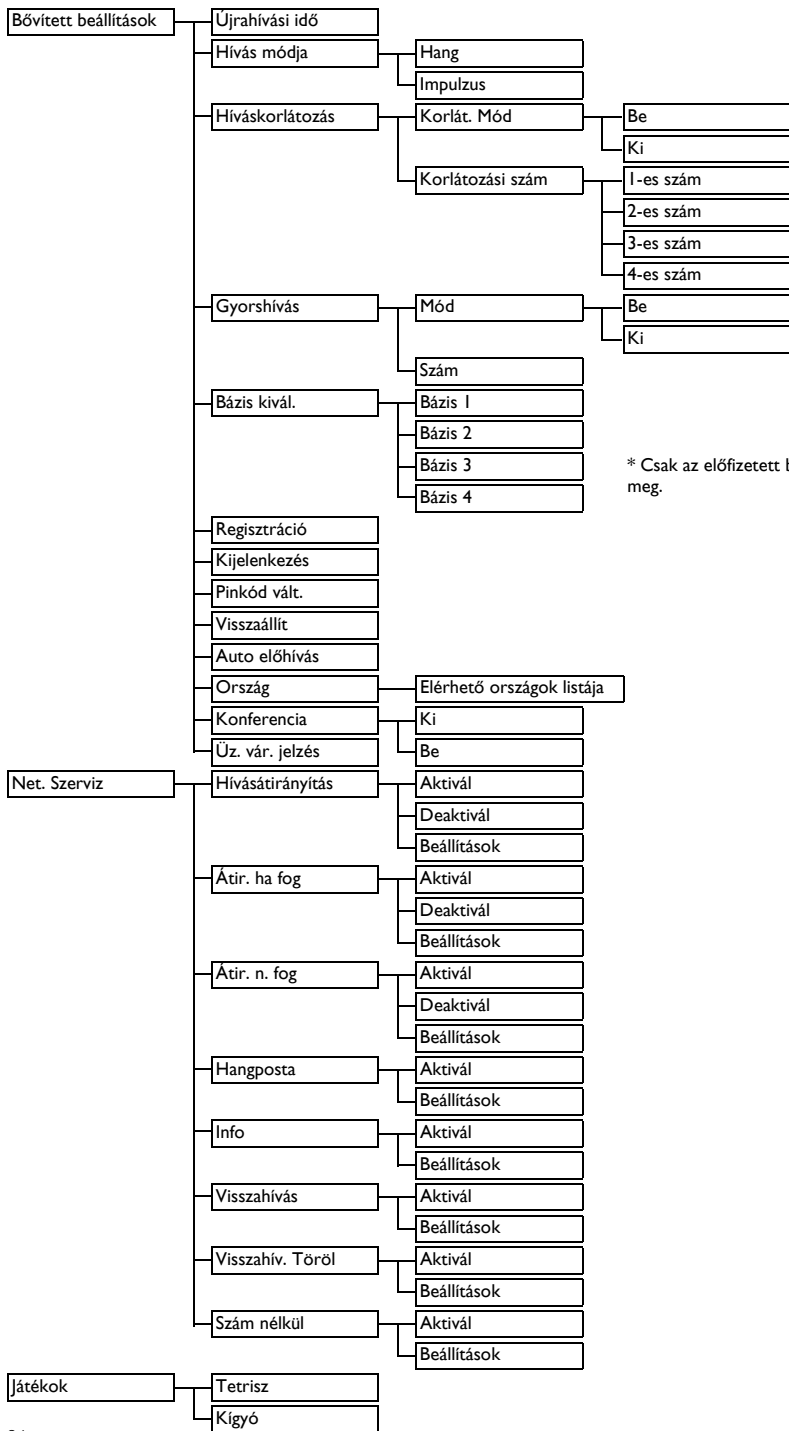 Bővített beállítások
Újrahívási idő
Hívás módja
Hang
Impulzus
Híváskorlátozás
Korlát. Mód
Be
Ki
Korlátozási szám
1-es szám
2-es szám
3-es szám
4-es szám
Gyorshívás
Mód
Be
Ki
Szám
Bázis kivál.
Bázis 1
Bázis 2
Bázis 3
Bázis 4
* Csak az előfizetett
meg.
Regisztráció
Kijelenkezés
Pinkód vált.
Visszaállít
Auto előhívás
Ország
Elérhető országok listája
Konferencia
Ki
Be
Üz. vár. jelzés
Net. Szerviz
Hívásátirányítás
Aktivál
Deaktivál
Beállítások
Átir. ha fog
Aktivál
Deaktivál
Beállítások
Átir. n. fog
Aktivál
Deaktivál
Beállítások
Hangposta
Aktivál
Beállítások
Info
Aktivál
Beállítások
Visszahívás
Aktivál
Beállítások
Visszahív. Töröl
Aktivál
Beállítások
Szám nélkül
Aktivál
Beállítások
Játékok
Tetrisz
Kígyó